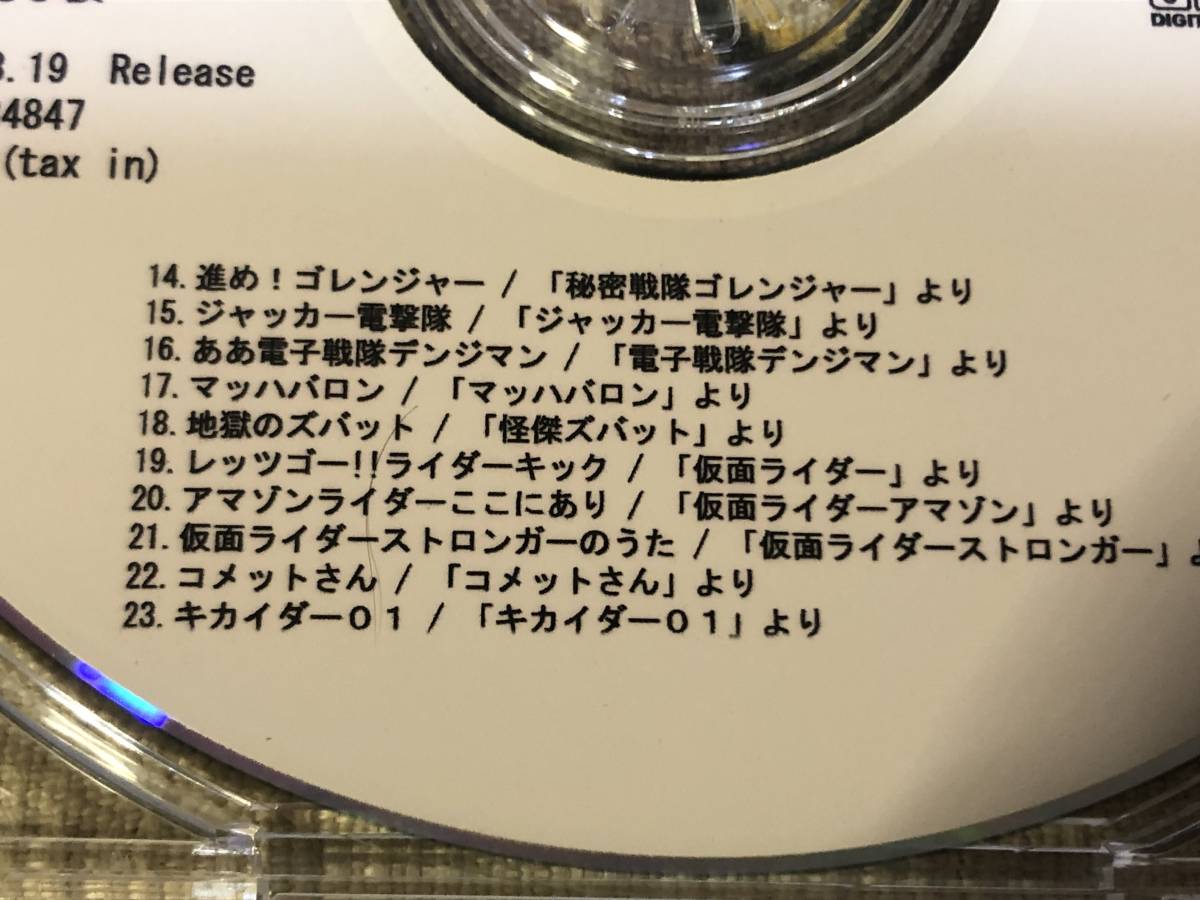 .19 Release
4847
(tax in)
DIGIT
14. 進め！ゴレンジャー / 「秘密戦隊ゴレンジャー」より
15. ジャッカー電撃隊 / 「ジャッカー電撃隊」より
16. ああ電子戦隊デンジマン / 「電子戦隊デンジマン」より
17. マッハバロン / 「マッハバロン」より
18. 地獄のズバット / 「怪傑ズバット」より
19. レッツゴー!!ライダーキック / 「仮面ライダー」より
20. アマゾンライダーここにあり / 「仮面ライダーアマゾン」より
21. 仮面ライダーストロンガーのうた / 「仮面ライダーストロンガー」よ
22. コメットさん / 「コメットさん」より
23. キカイダー０１ / 「キカイダー０１」より